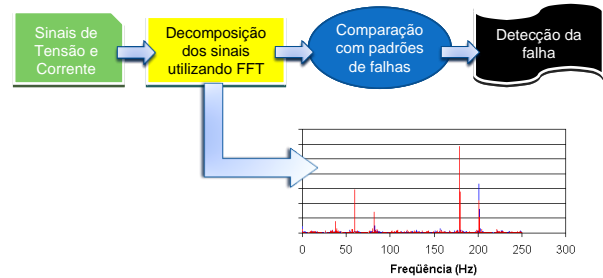 Sinais de
Tensão e
Corrente
Decomposição
dos sinais
utilizando FFT
Comparação
com padrões
de falhas
Detecção da
falha
0 50 100 150 200 250 300
Freqüência (Hz)